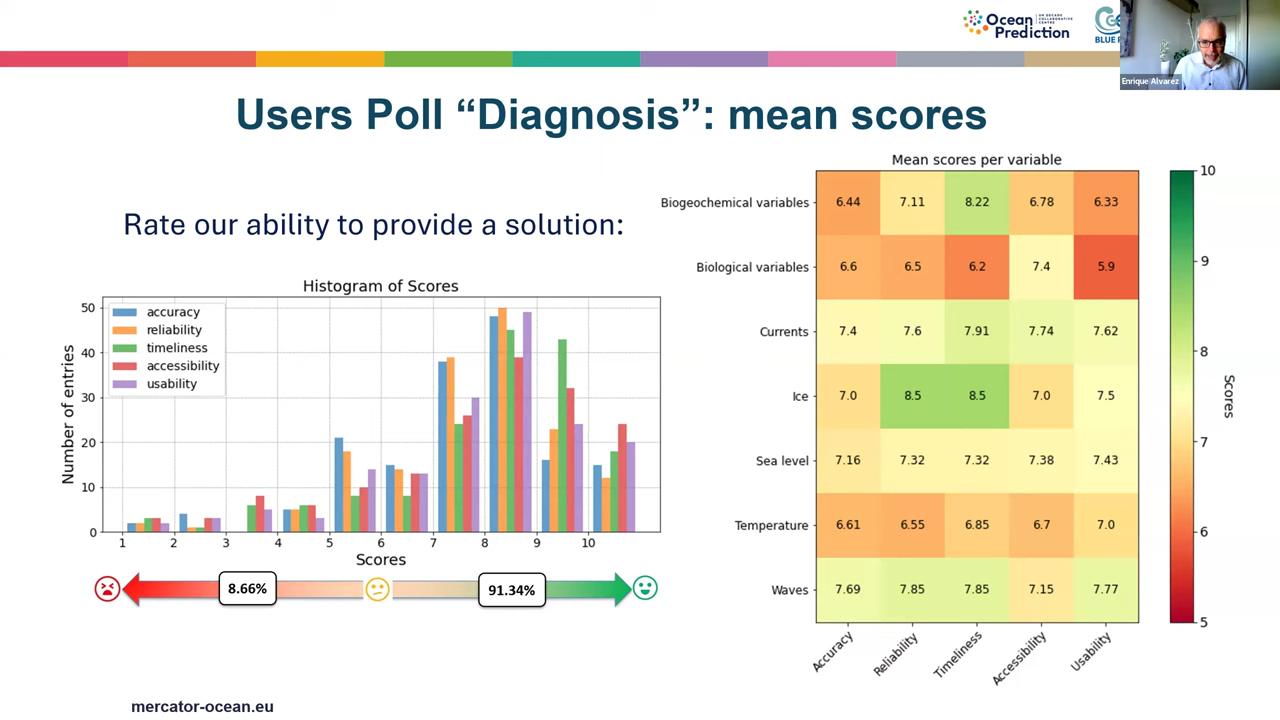 Ocean
Prediction
UN DECADE
COLLABORATIVE
CENTRE
BLUE
Enrique Alvarez
Users Poll “Diagnosis”: mean scores
Rate our ability to provide a solution:
Histogram of Scores
Number of entries
50
40
30
20
10
0
accuracy
reliability
timeliness
accessibility
usability
1 2 3 4 5 6 7 8 9 10
Scores
8.66%
91.34%
Mean scores per variable
Biogeochemical variables 6.44 7.11 8.22 6.78 6.33
Biological variables 6.6 6.5 6.2 7.4 5.9
Currents 7.4 7.6 7.91 7.74 7.62
Ice 7.0 8.5 8.5 7.0 7.5
Sea level 7.16 7.32 7.32 7.38 7.43
Temperature 6.61 6.55 6.85 6.7 7.0
Waves 7.69 7.85 7.85 7.15 7.77
Accuracy Reliability Timeliness Accessibility Usability
10
9
8
7
6
5
Scores
mercator-ocean.eu